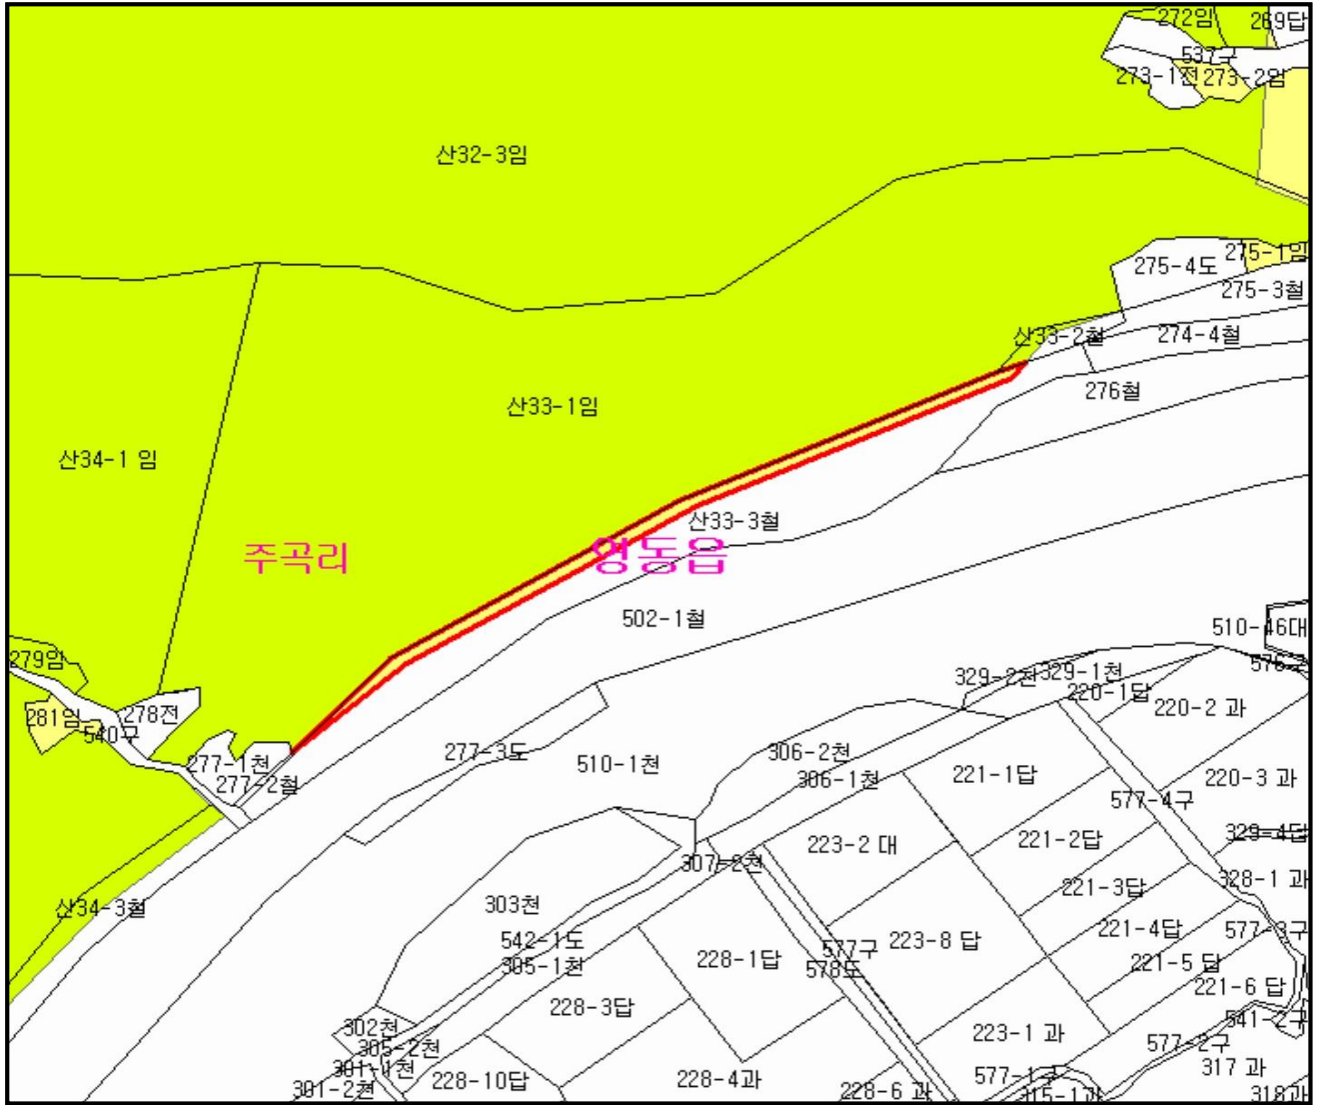 272임
269답
537구
273-1전
273-2임
산32-3임
275-1임
275-4도
275-3철
산33-2철
274-4철
276철
산33-1임
산34-1 임
산33-3철
주곡리
영동읍
502-1철
510-46대
279임
329-2천
329-1천
220-1답
220-2 과
281임
278전
540구
277-1천
277-2철
277-3도
510-1천
306-2천
306-1천
221-1답
220-3 과
577-4구
223-2 대
221-2답
329-4답
307-2천
328-1 과
221-3답
산34-3철
303천
221-4답
577-3구
542-1도
305-1천
228-1답
577구
578도
223-8 답
221-5 답
221-6 답
228-3답
302천
541-2구
305-2천
223-1 과
577-2구
301-1천
301-2천
228-10답
228-4과
228-6 과
577-1구
315-1과
317 과
318과